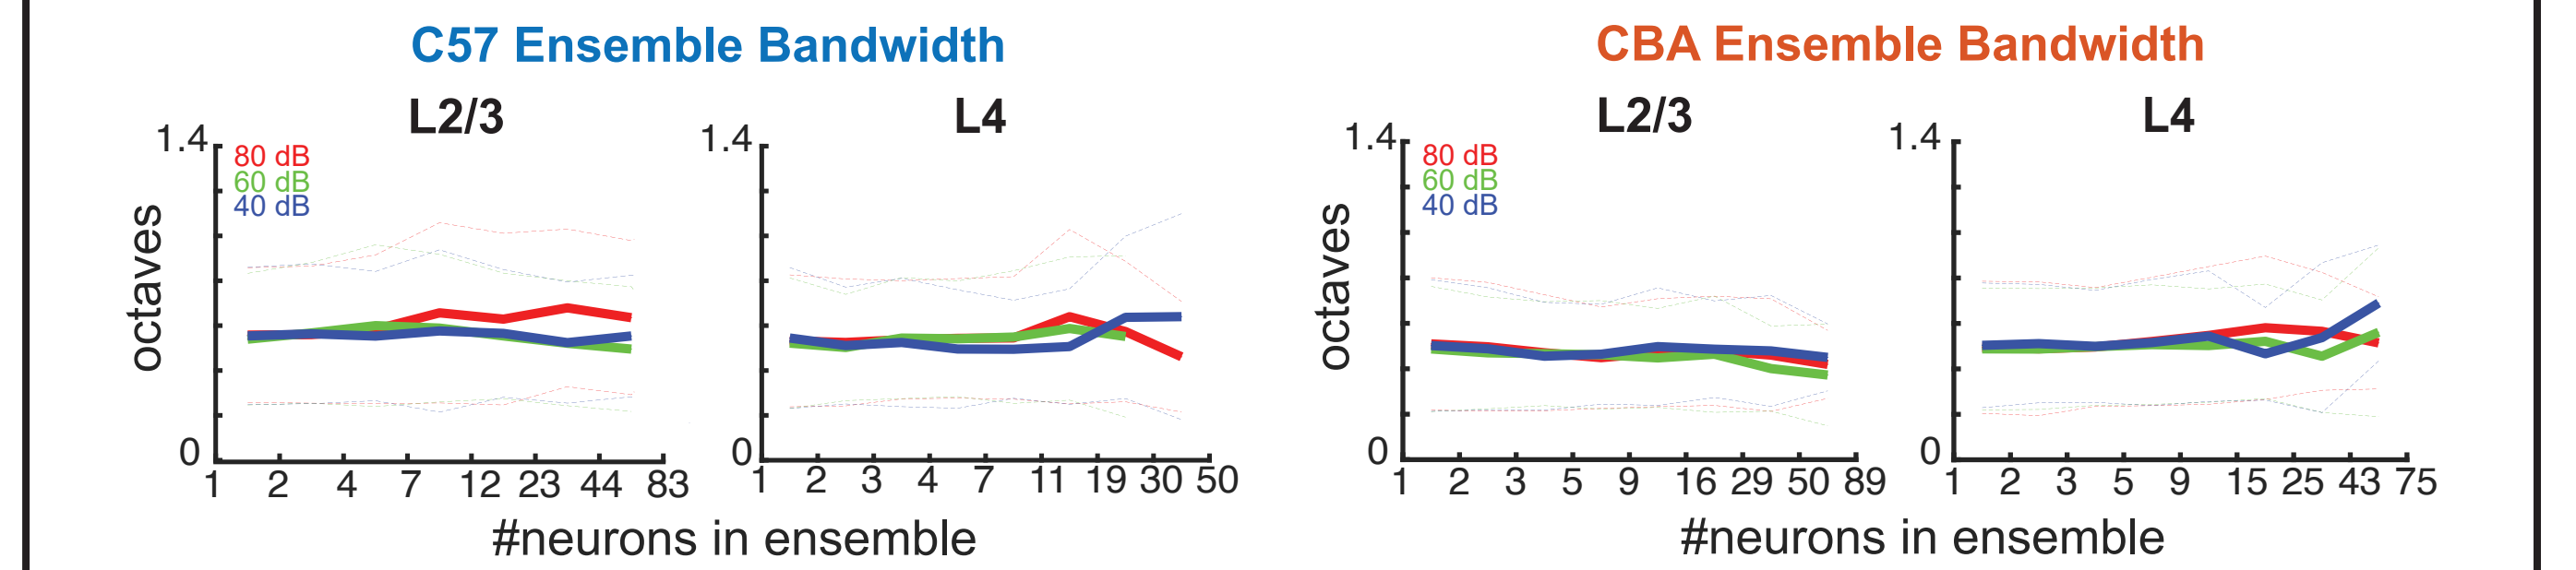 C57 Ensemble Bandwidth
CBA Ensemble Bandwidth
L2/3
L4
L2/3
L4
1.4
80 dB
60 dB
40 dB
octaves
0
1 2 4 7 12 23 44 83
1.4
0
1 2 3 4 7 11 19 30 50
#neurons in ensemble
1.4
80 dB
60 dB
40 dB
octaves
0
1 2 3 5 9 16 29 50 89
1.4
0
1 2 3 5 9 15 25 43 75
#neurons in ensemble